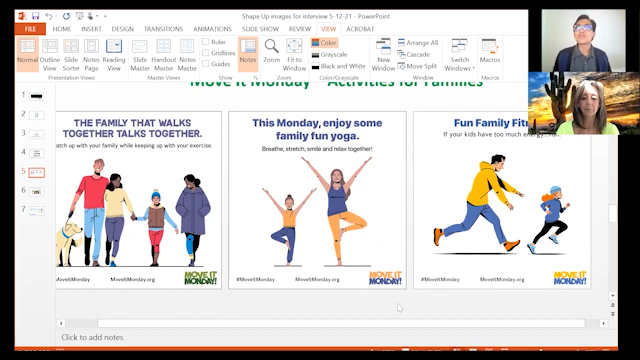 Shape Up images for interview 5-12-21 - PowerPoint
FILE HOME INSERT DESIGN TRANSITIONS ANIMATIONS SLIDE SHOW REVIEW VIEW ACROBAT
Normal Outline View Slide Sorter Notes Page Reading View
Presentation Views
Slide Master Handout Master Notes Master
Master Views
Ruler
Gridlines
Guides
Show
Notes
Zoom Fit to Window
Zoom
Color
Grayscale
Black and White
Color/Grayscale
New Window
Arrange All
Cascade
Move Split
Window
Switch Windows
Macros
Macros
Move it Monday – Activities for Families
1
2
3
4
5
6
7
THE FAMILY THAT WALKS
TOGETHER TALKS TOGETHER.
atch up with your family while keeping up with your exercise.
#MoveItMonday MoveItMonday.org
MOVE IT
MONDAY!
This Monday, enjoy some
family fun yoga.
Breathe, stretch, smile and relax together!
#MoveItMonday MoveItMonday.org
MOVE IT
MONDAY!
Fun Family Fit
If your kids have too much energy
#MoveItMonday MoveItMonday.org
MOVE IT
MONDAY!
Click to add notes